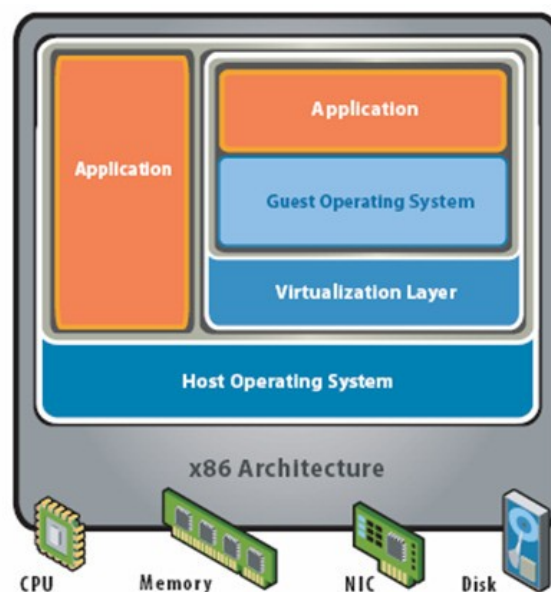 Application
Application
Guest Operating System
Virtualization Layer
Host Operating System
x86 Architecture
CPU
Memory
NIC
Disk